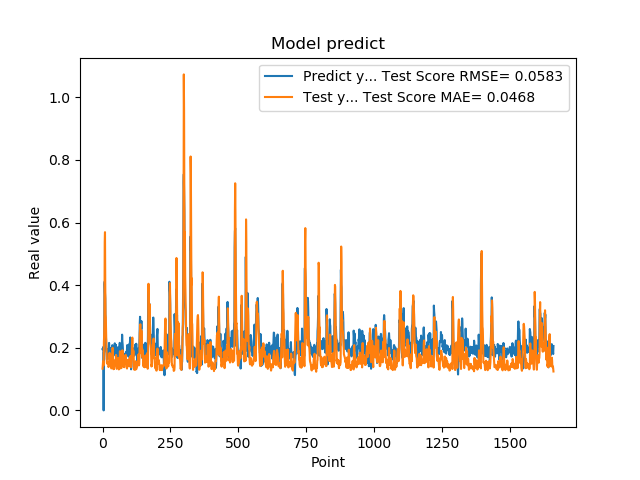 Model predict
Predict y... Test Score RMSE= 0.0583
Test y... Test Score MAE= 0.0468
Real value
1.0
0.8
0.6
0.4
0.2
0.0
0 250 500 750 1000 1250 1500
Point